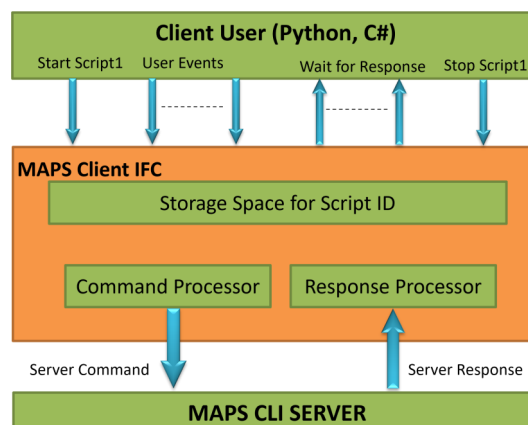 Client User (Python, C#)
Start Script1 User Events Wait for Response Stop Script1
MAPS Client IFC
Storage Space for Script ID
Command Processor Response Processor
Server Command Server Response
MAPS CLI SERVER